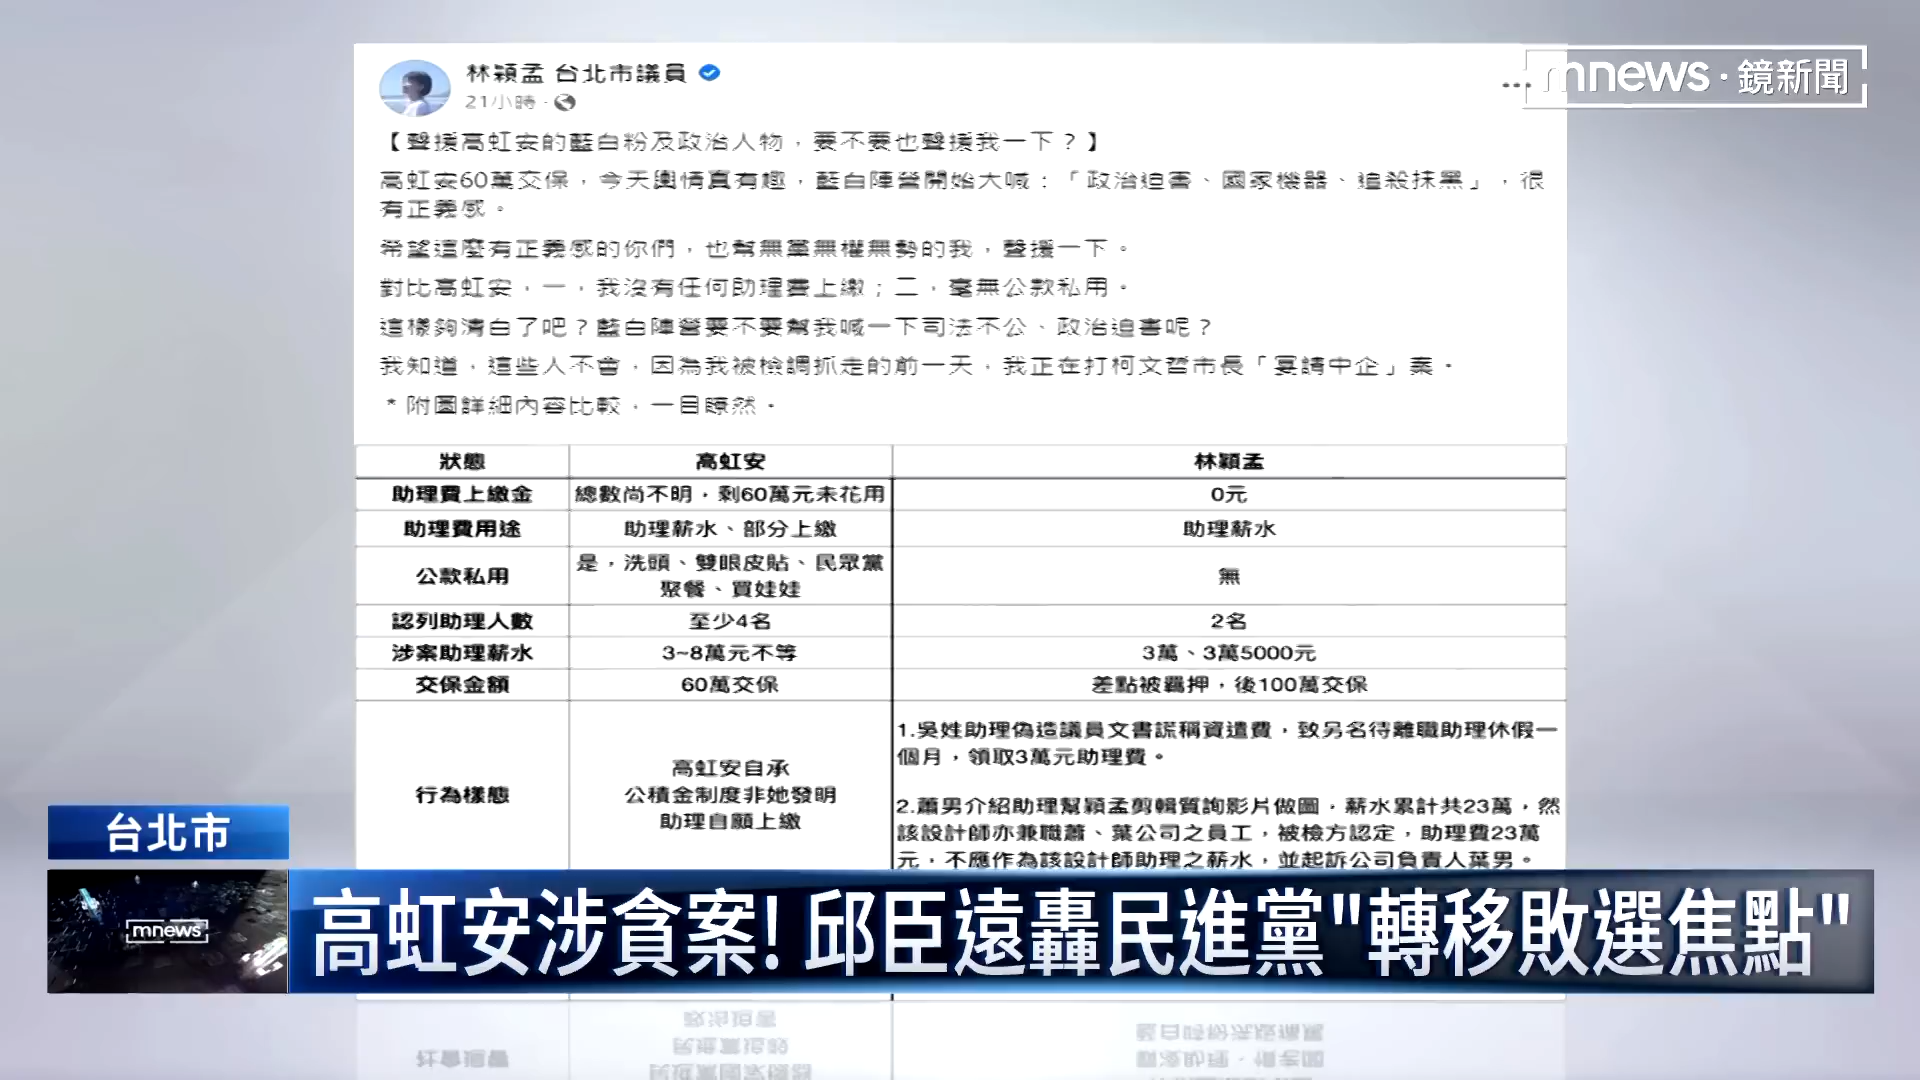 林穎孟 台北市議員
21小時
mnews·鏡新聞
【聲援高虹安的藍白粉及政治人物，要不要也聲援我一下？】
高虹安60萬交保，今天輿情真有趣，藍白陣營開始大喊：「政治迫害、國家機器、追殺抹黑」，很
有正義感。
希望這麼有正義感的你們，也幫無黨無權無勢的我，聲援一下。
對比高虹安，一，我沒有任何助理費上繳；二，毫無公款私用。
這樣夠清白了吧？藍白陣營要不要幫我喊一下司法不公、政治迫害呢？
我知道，這些人不會，因為我被檢調抓走的前一天，我正在打柯文哲市長「宴請中企」案。
*附圖詳細內容比較，一目瞭然。
狀態 高虹安 林穎孟
助理費上繳金 總數尚不明，剩60萬元未花用 0元
助理費用途 助理薪水、部分上繳 助理薪水
公款私用 是，洗頭、雙眼皮貼、民眾黨
聚餐、買娃娃 無
認列助理人數 至少4名 2名
涉案助理薪水 3~8萬元不等 3萬、3萬5000元
交保金額 60萬交保 差點被羈押，後100萬交保
行為樣態
高虹安自承
公積金制度非她發明
助理自願上繳
1.吳姓助理偽造議員文書謊稱資遣費，致另名待離職助理休假一
個月，領取3萬元助理費。
2.蕭男介紹助理幫穎孟剪輯質詢影片做圖，薪水累計共23萬，然
該設計師亦兼職蕭、葉公司之員工，被檢方認定，助理費23萬
元，不應作為該設計師助理之薪水，並起訴公司負責人葉男。
台北市
mnews
高虹安涉貪案! 邱臣遠轟民進黨"轉移敗選焦點"